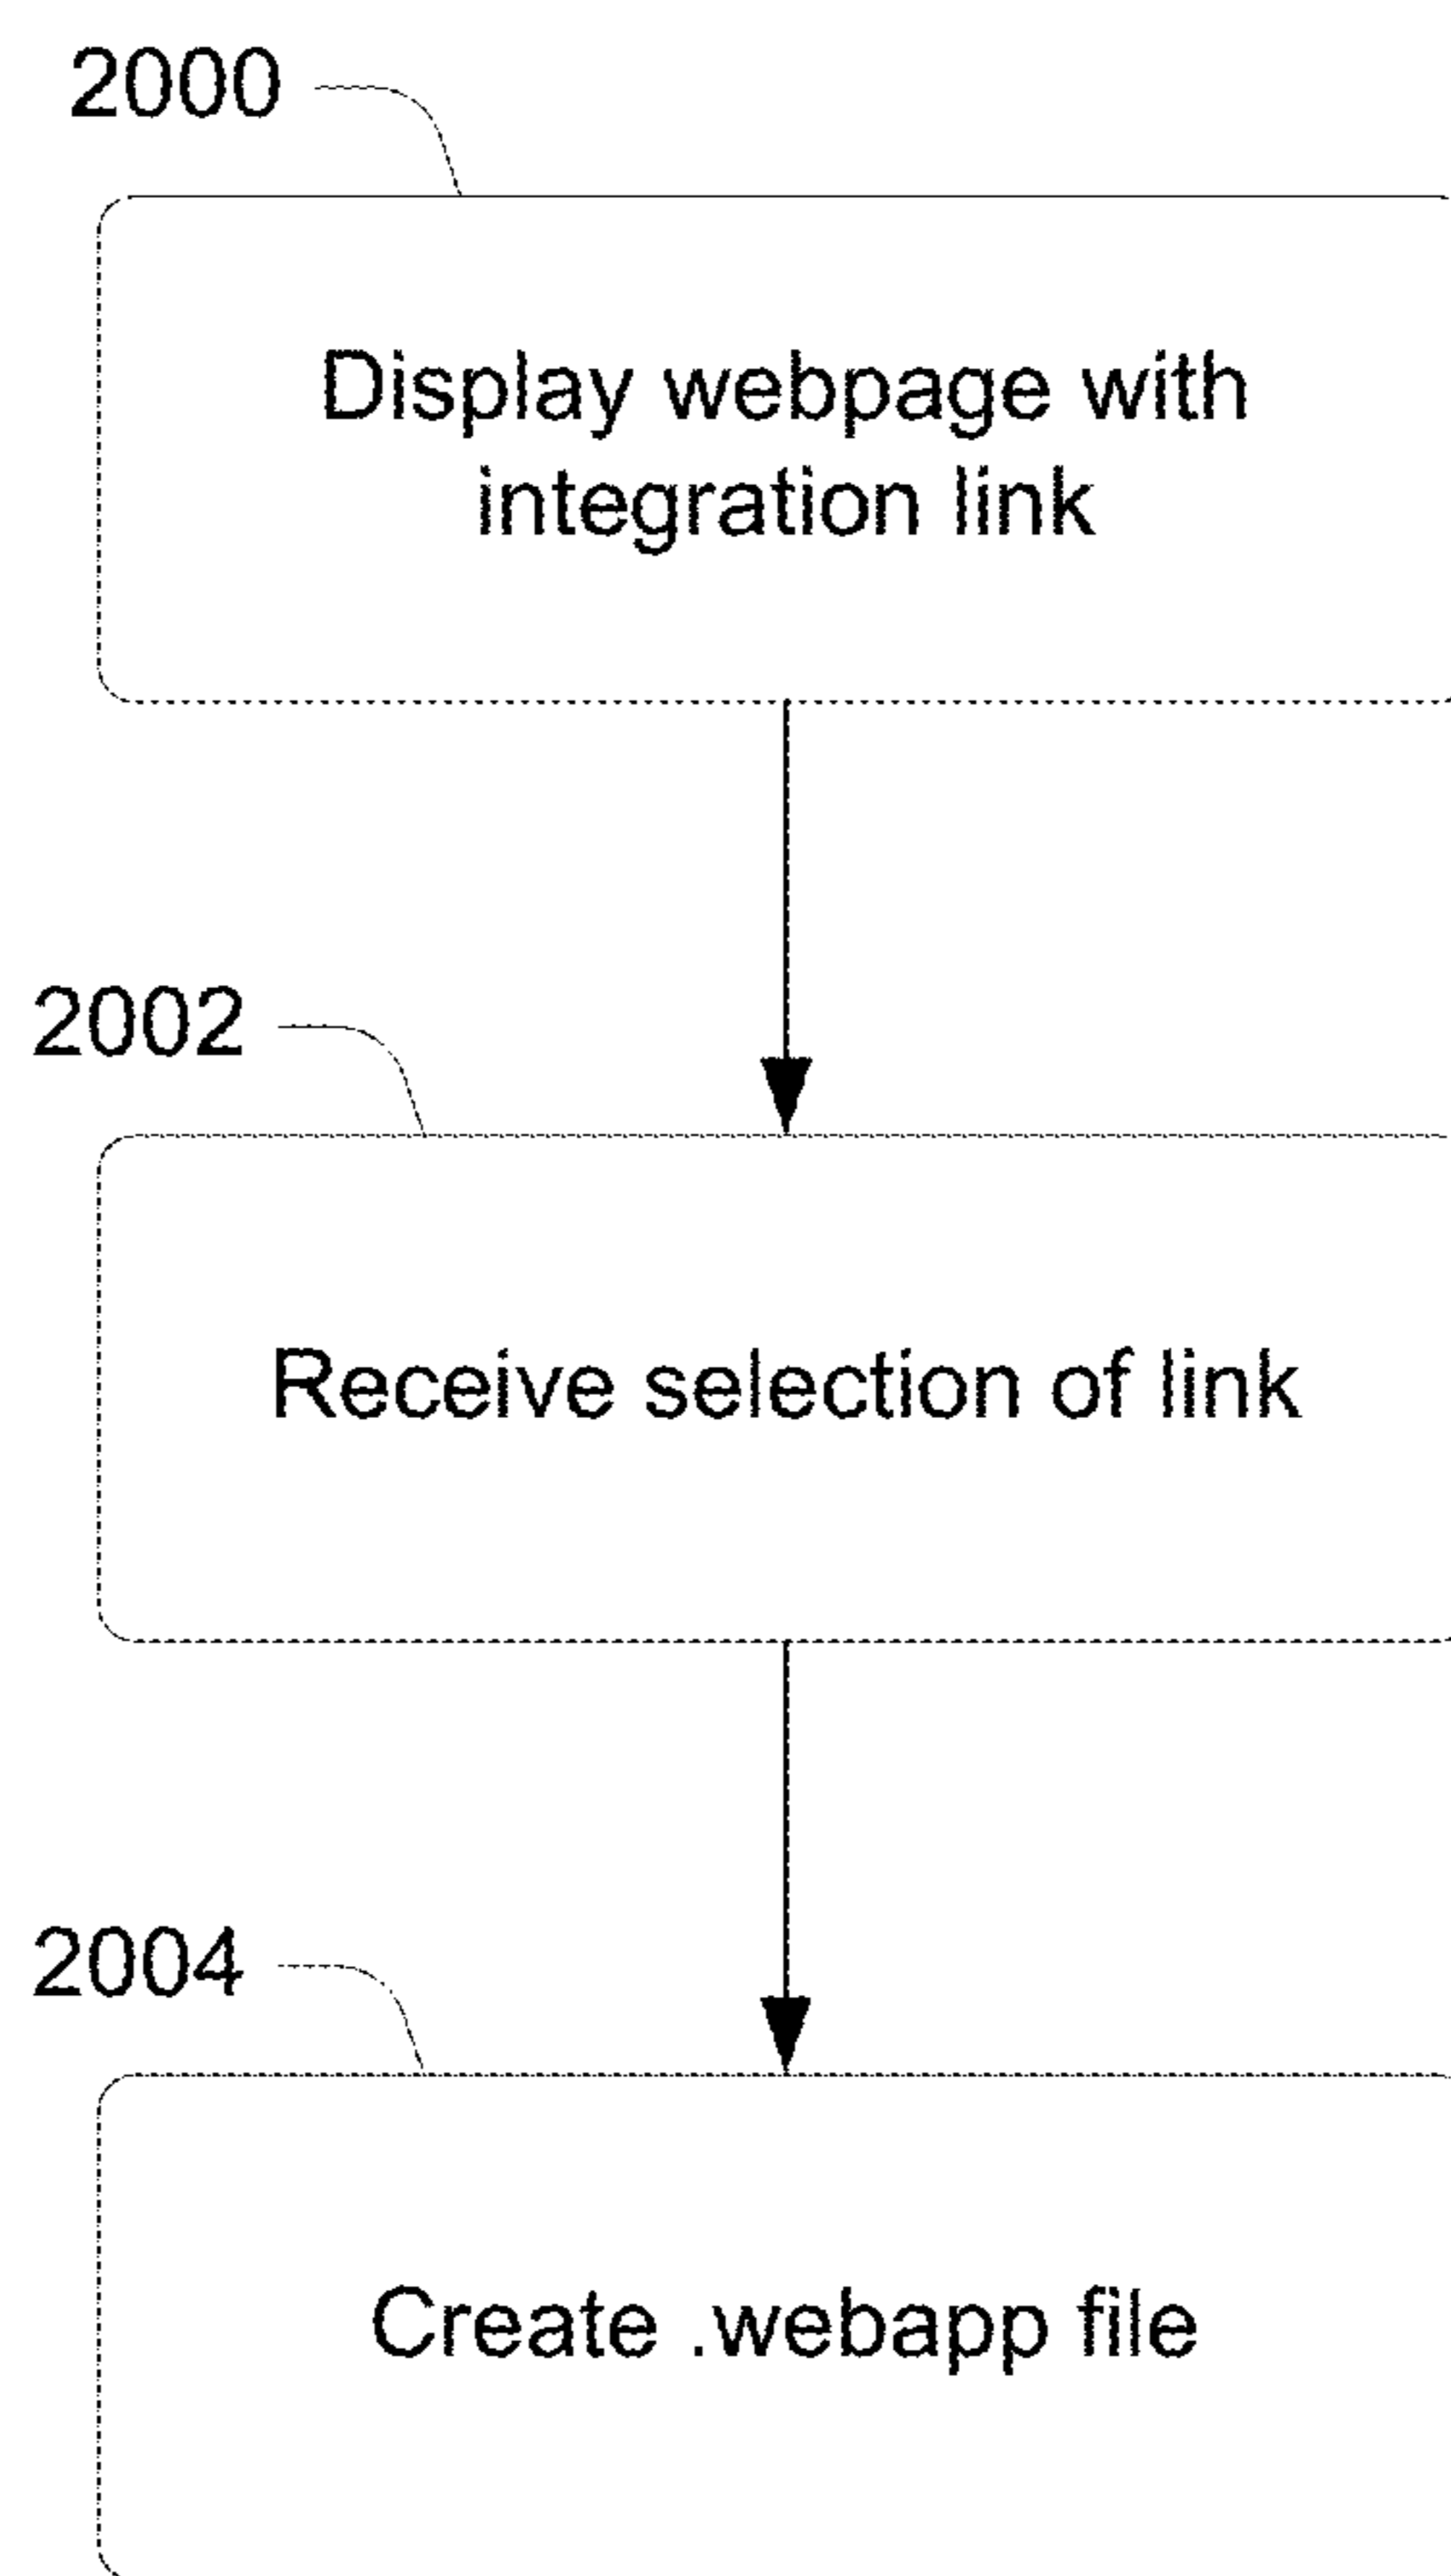 2000
Display webpage with
integration link
2002
Receive selection of link
2004
Create .webapp file